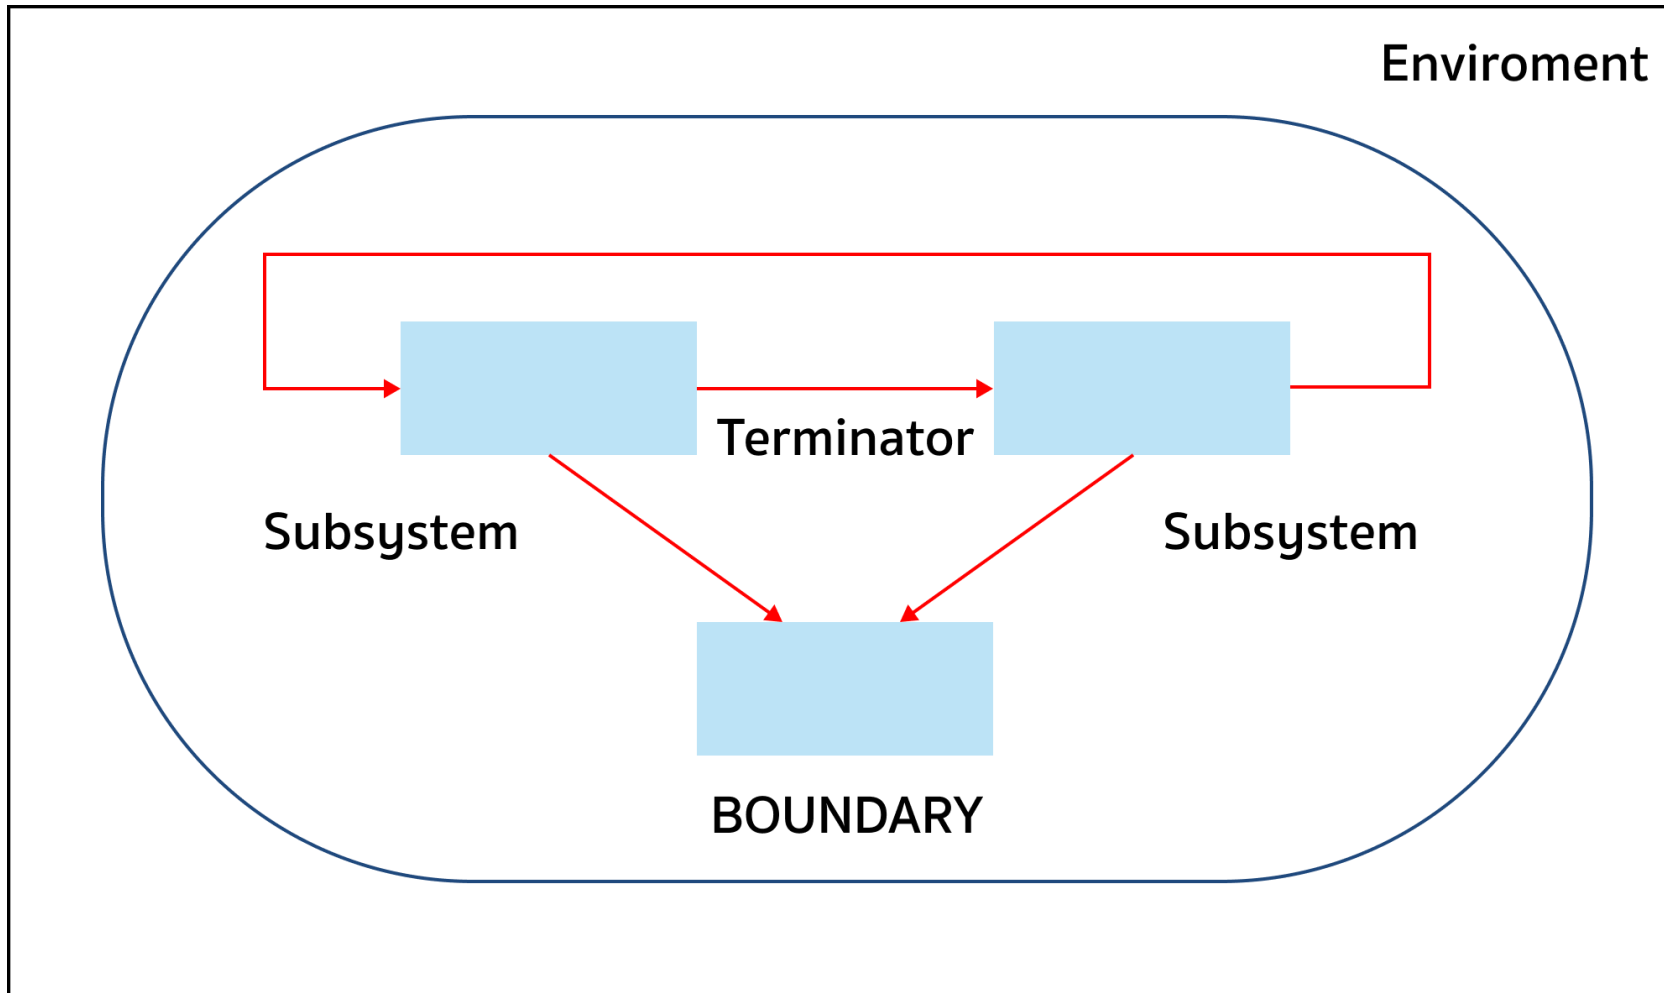 Enviroment
Terminator
Subsystem
Subsystem
BOUNDARY